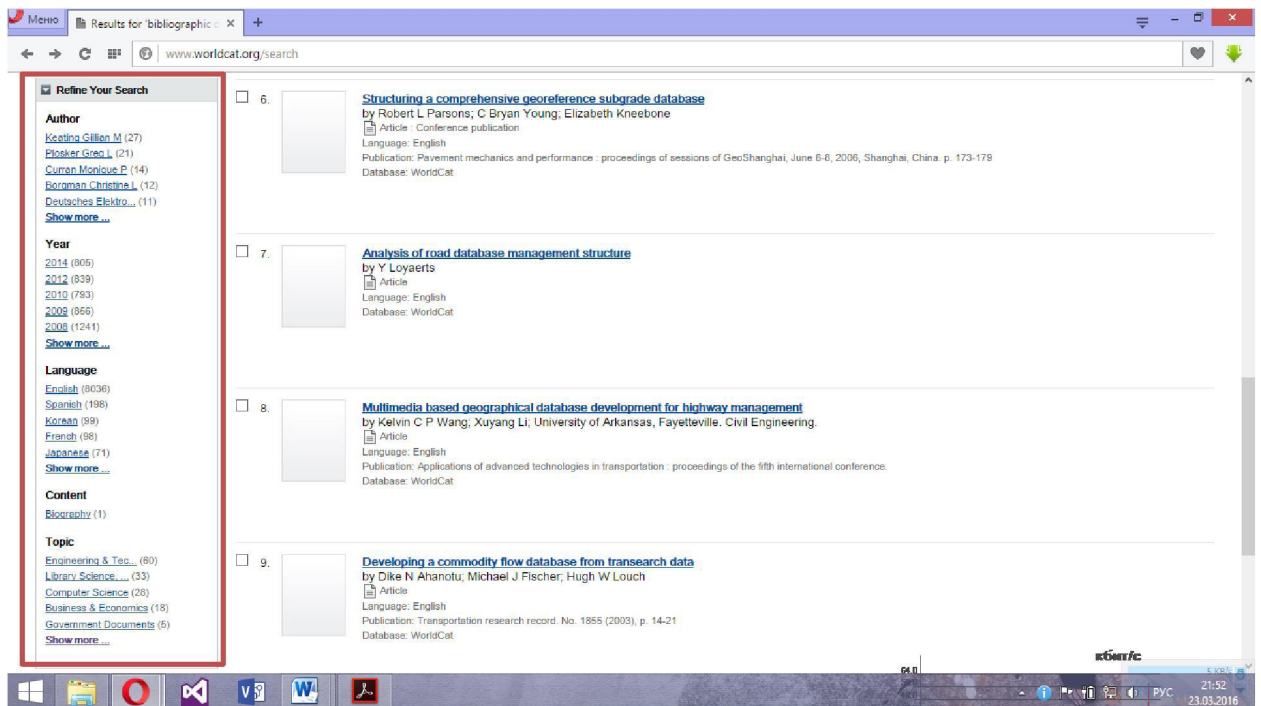 Меню
Results for 'bibliographic
www.worldcat.org/search
Refine Your Search
Author
Keating Gillian M (27)
Plosker Greg L (21)
Curran Monique P (14)
Borgman Christine L (12)
Deutsches Elektro... (11)
Show more ...
Year
2014 (805)
2012 (839)
2010 (793)
2009 (866)
2008 (1241)
Show more ...
Language
English (8036)
Spanish (198)
Korean (99)
French (98)
Japanese (71)
Show more ...
Content
Biography (1)
Topic
Engineering & Tec... (60)
Library Science, ... (33)
Computer Science (28)
Business & Economics (18)
Government Documents (5)
Show more ...
6.
Structuring a comprehensive georeference subgrade database
by Robert L Parsons; C Bryan Young; Elizabeth Kneebone
Article : Conference publication
Language: English
Publication: Pavement mechanics and performance : proceedings of sessions of GeoShanghai, June 6-8, 2006, Shanghai, China. p. 173-179
Database: WorldCat
7.
Analysis of road database management structure
by Y Loyaerts
Article
Language: English
Database: WorldCat
8.
Multimedia based geographical database development for highway management
by Kelvin C P Wang; Xuyang Li; University of Arkansas, Fayetteville. Civil Engineering.
Article
Language: English
Publication: Applications of advanced technologies in transportation : proceedings of the fifth international conference.
Database: WorldCat
9.
Developing a commodity flow database from transearch data
by Dike N Ahanotu; Michael J Fischer; Hugh W Louch
Article
Language: English
Publication: Transportation research record. No. 1855 (2003), p. 14-21
Database: WorldCat
кбит/с
64.0
5 KB/s
РУС
21:52
23.03.2016